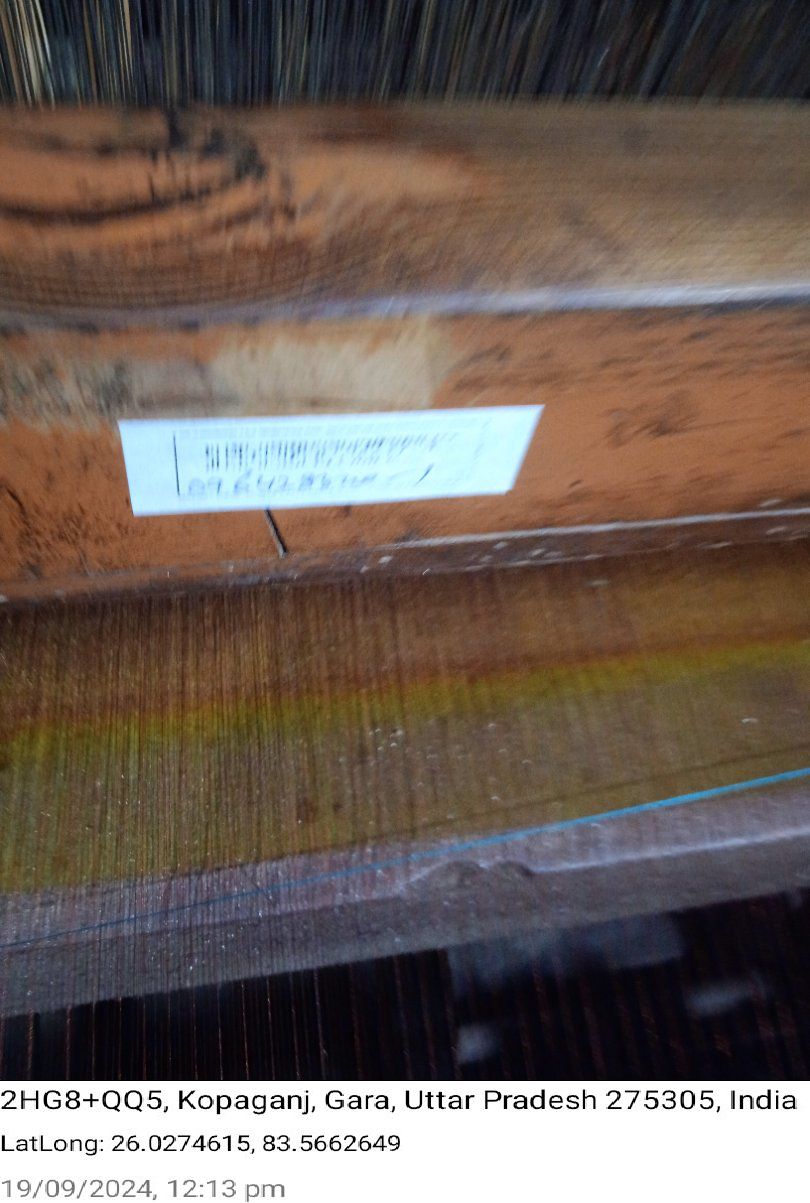 2HG8+QQ5, Kopaganj, Gara, Uttar Pradesh 275305, India
LatLong: 26.0274615, 83.5662649
19/09/2024, 12:13 pm